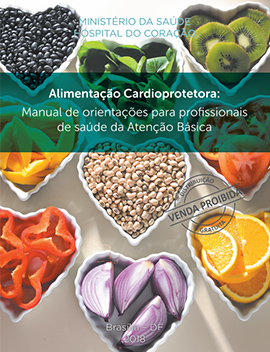 MINISTÉRIO DA SAÚDE
HOSPITAL DO CORAÇÃO
Alimentação Cardioprotetora:
Manual de orientações para profissionais
de saúde da Atenção Básica
DISTRIBUIÇÃO
VENDA PROIBIDA
GRATUITA
Brasília – DF
2018